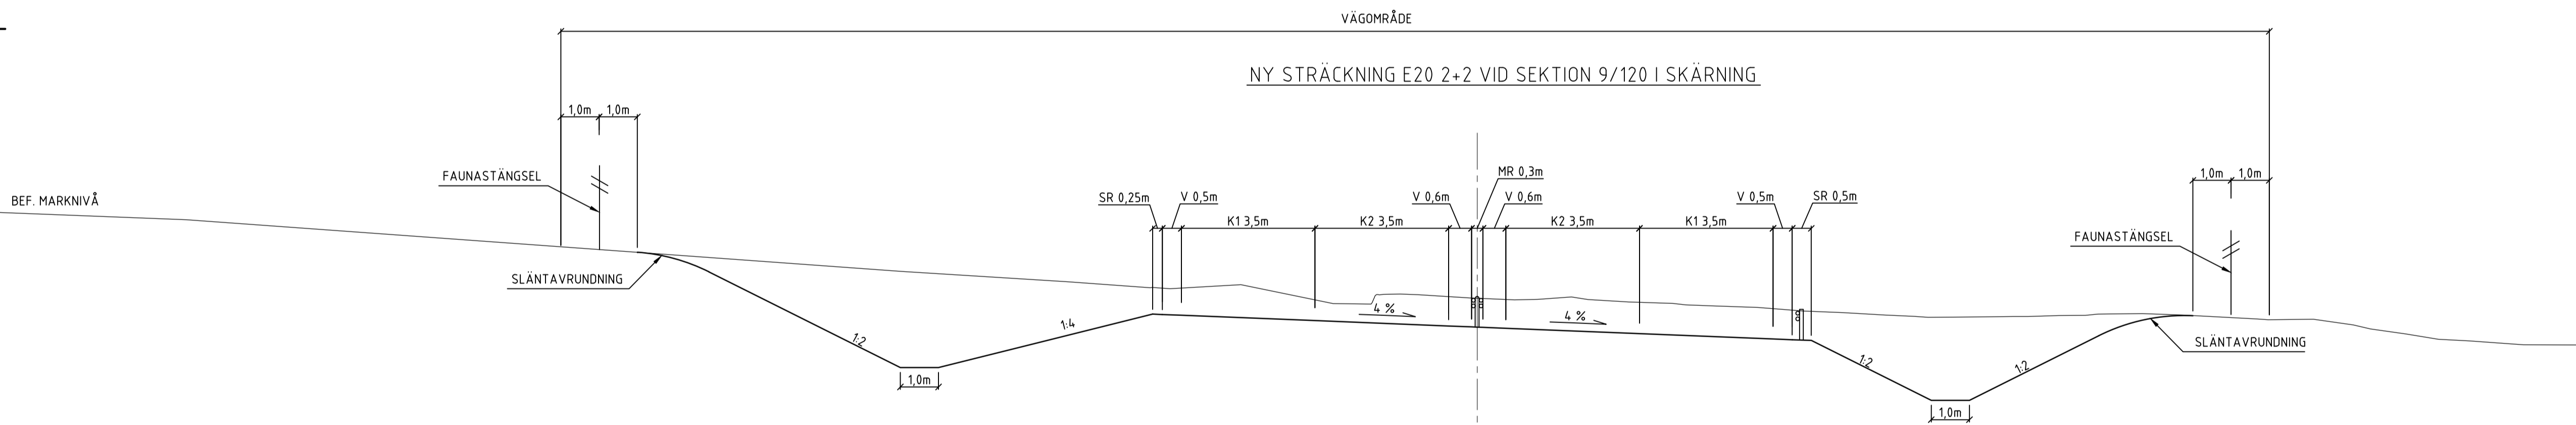 VÄGOMRÅDE
NY STRÄCKNING E20 2+2 VID SEKTION 9/120 I SKÄRNING
1,0m 1,0m
FAUNASTÄNGSEL
BEF. MARKNIVÅ
SLÄNTAVRUNDNING
1:2
1,0m
1:4
SR 0,25m
V 0,5m
K1 3,5m
K2 3,5m
V 0,6m
MR 0,3m
V 0,6m
K2 3,5m
K1 3,5m
V 0,5m
SR 0,5m
4 %
4 %
1:2
1,0m
1:2
1,0m 1,0m
FAUNASTÄNGSEL
SLÄNTAVRUNDNING